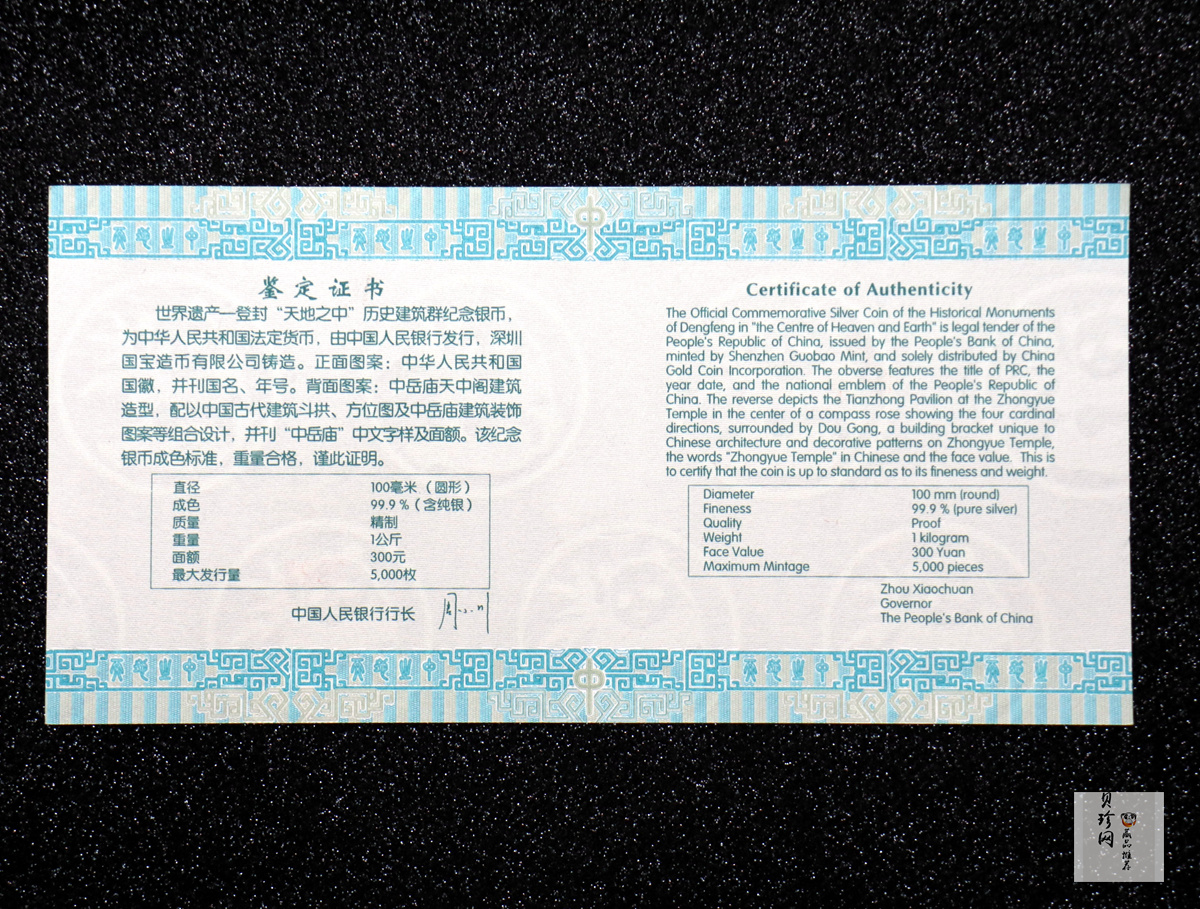 鉴定证书
世界遗产—登封“天地之中”历史建筑群纪念银币，
为中华人民共和国法定货币，由中国人民银行发行，深圳
国宝造币有限公司铸造。正面图案：中华人民共和国
国徽，并刊国名、年号。背面图案：中岳庙天中阁建筑
造型，配以中国古代建筑斗拱、方位图及中岳庙建筑装饰
图案等组合设计，并刊“中岳庙”中文字样及面额。该纪念
银币成色标准，重量合格，谨此证明。
直径 100毫米（圆形）
成色 99.9％（含纯银）
质量 精制
重量 1公斤
面额 300元
最大发行量 5,000枚
中国人民银行行长 周小川
Certificate of Authenticity
The Official Commemorative Silver Coin of the Historical Monuments
of Dengfeng in "the Centre of Heaven and Earth" is legal tender of the
People's Republic of China, issued by the People's Bank of China,
minted by Shenzhen Guobao Mint, and solely distributed by China
Gold Coin Incorporation. The obverse features the title of PRC, the
year date, and the national emblem of the People's Republic of
China. The reverse depicts the Tianzhong Pavilion at the Zhongyue
Temple in the center of a compass rose showing the four cardinal
directions, surrounded by Dou Gong, a building bracket unique to
Chinese architecture and decorative patterns on Zhongyue Temple,
the words "Zhongyue Temple" in Chinese and the face value. This is
to certify that the coin is up to standard as to its fineness and weight.
Diameter 100 mm (round)
Fineness 99.9 % (pure silver)
Quality Proof
Weight 1 kilogram
Face Value 300 Yuan
Maximum Mintage 5,000 pieces
Zhou Xiaochuan
Governor
The People's Bank of China
贝珍网
藏品推荐